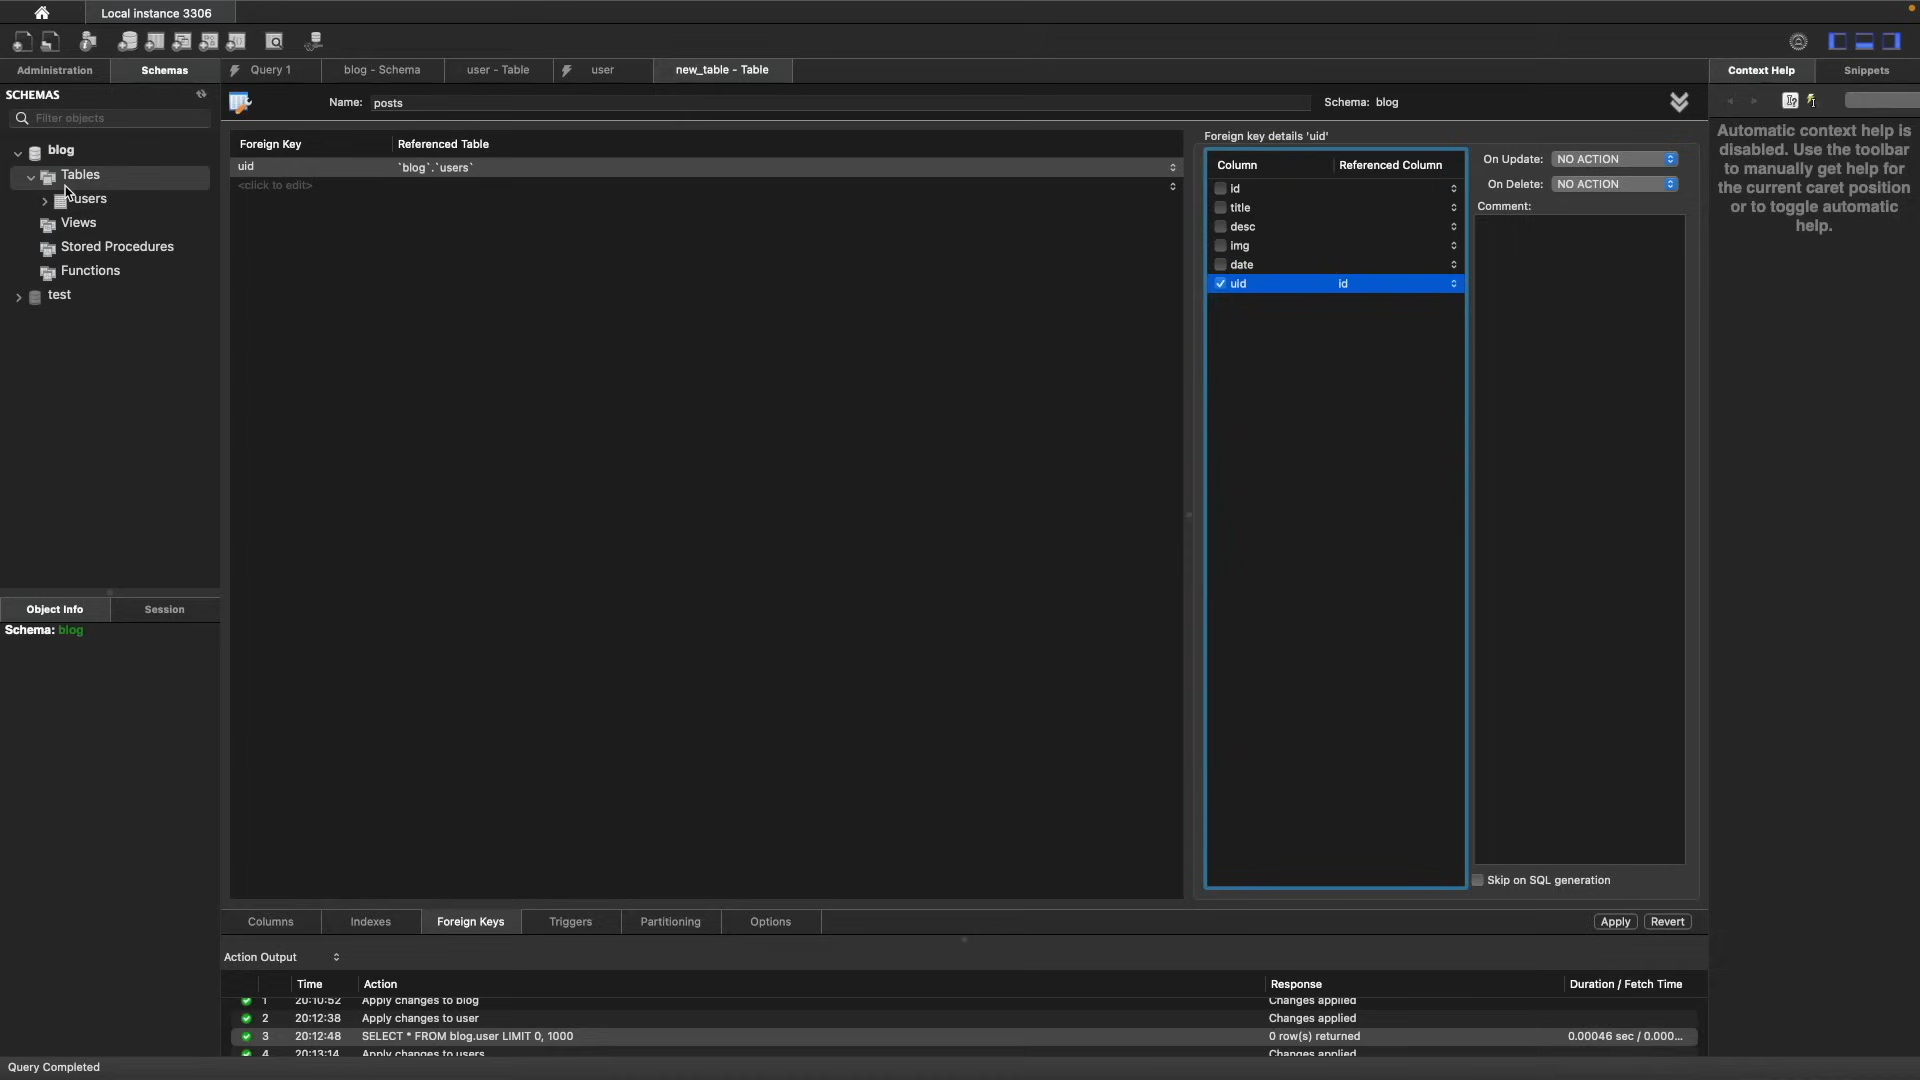 Local instance 3306
Administration
Schemas
Query 1
blog - Schema
user - Table
user
new_table - Table
Context Help
Snippets
SCHEMAS
Filter objects
blog
Tables
users
Views
Stored Procedures
Functions
test
Name: posts
Schema: blog
Foreign Key
Referenced Table
uid
`blog`.`users`
<click to edit>
Foreign key details 'uid'
Column
Referenced Column
id
title
desc
img
date
uid
id
On Update: NO ACTION
On Delete: NO ACTION
Comment:
Skip on SQL generation
Automatic context help is
disabled. Use the toolbar
to manually get help for
the current caret position
or to toggle automatic
help.
Object Info
Session
Schema: blog
Columns
Indexes
Foreign Keys
Triggers
Partitioning
Options
Apply
Revert
Action Output
Time
Action
Response
Duration / Fetch Time
1 20:10:52 Apply changes to blog Changes applied
2 20:12:38 Apply changes to user Changes applied
3 20:12:48 SELECT * FROM blog.user LIMIT 0, 1000 0 row(s) returned 0.00046 sec / 0.000...
4 20:13:14 Apply changes to users Changes applied
Query Completed